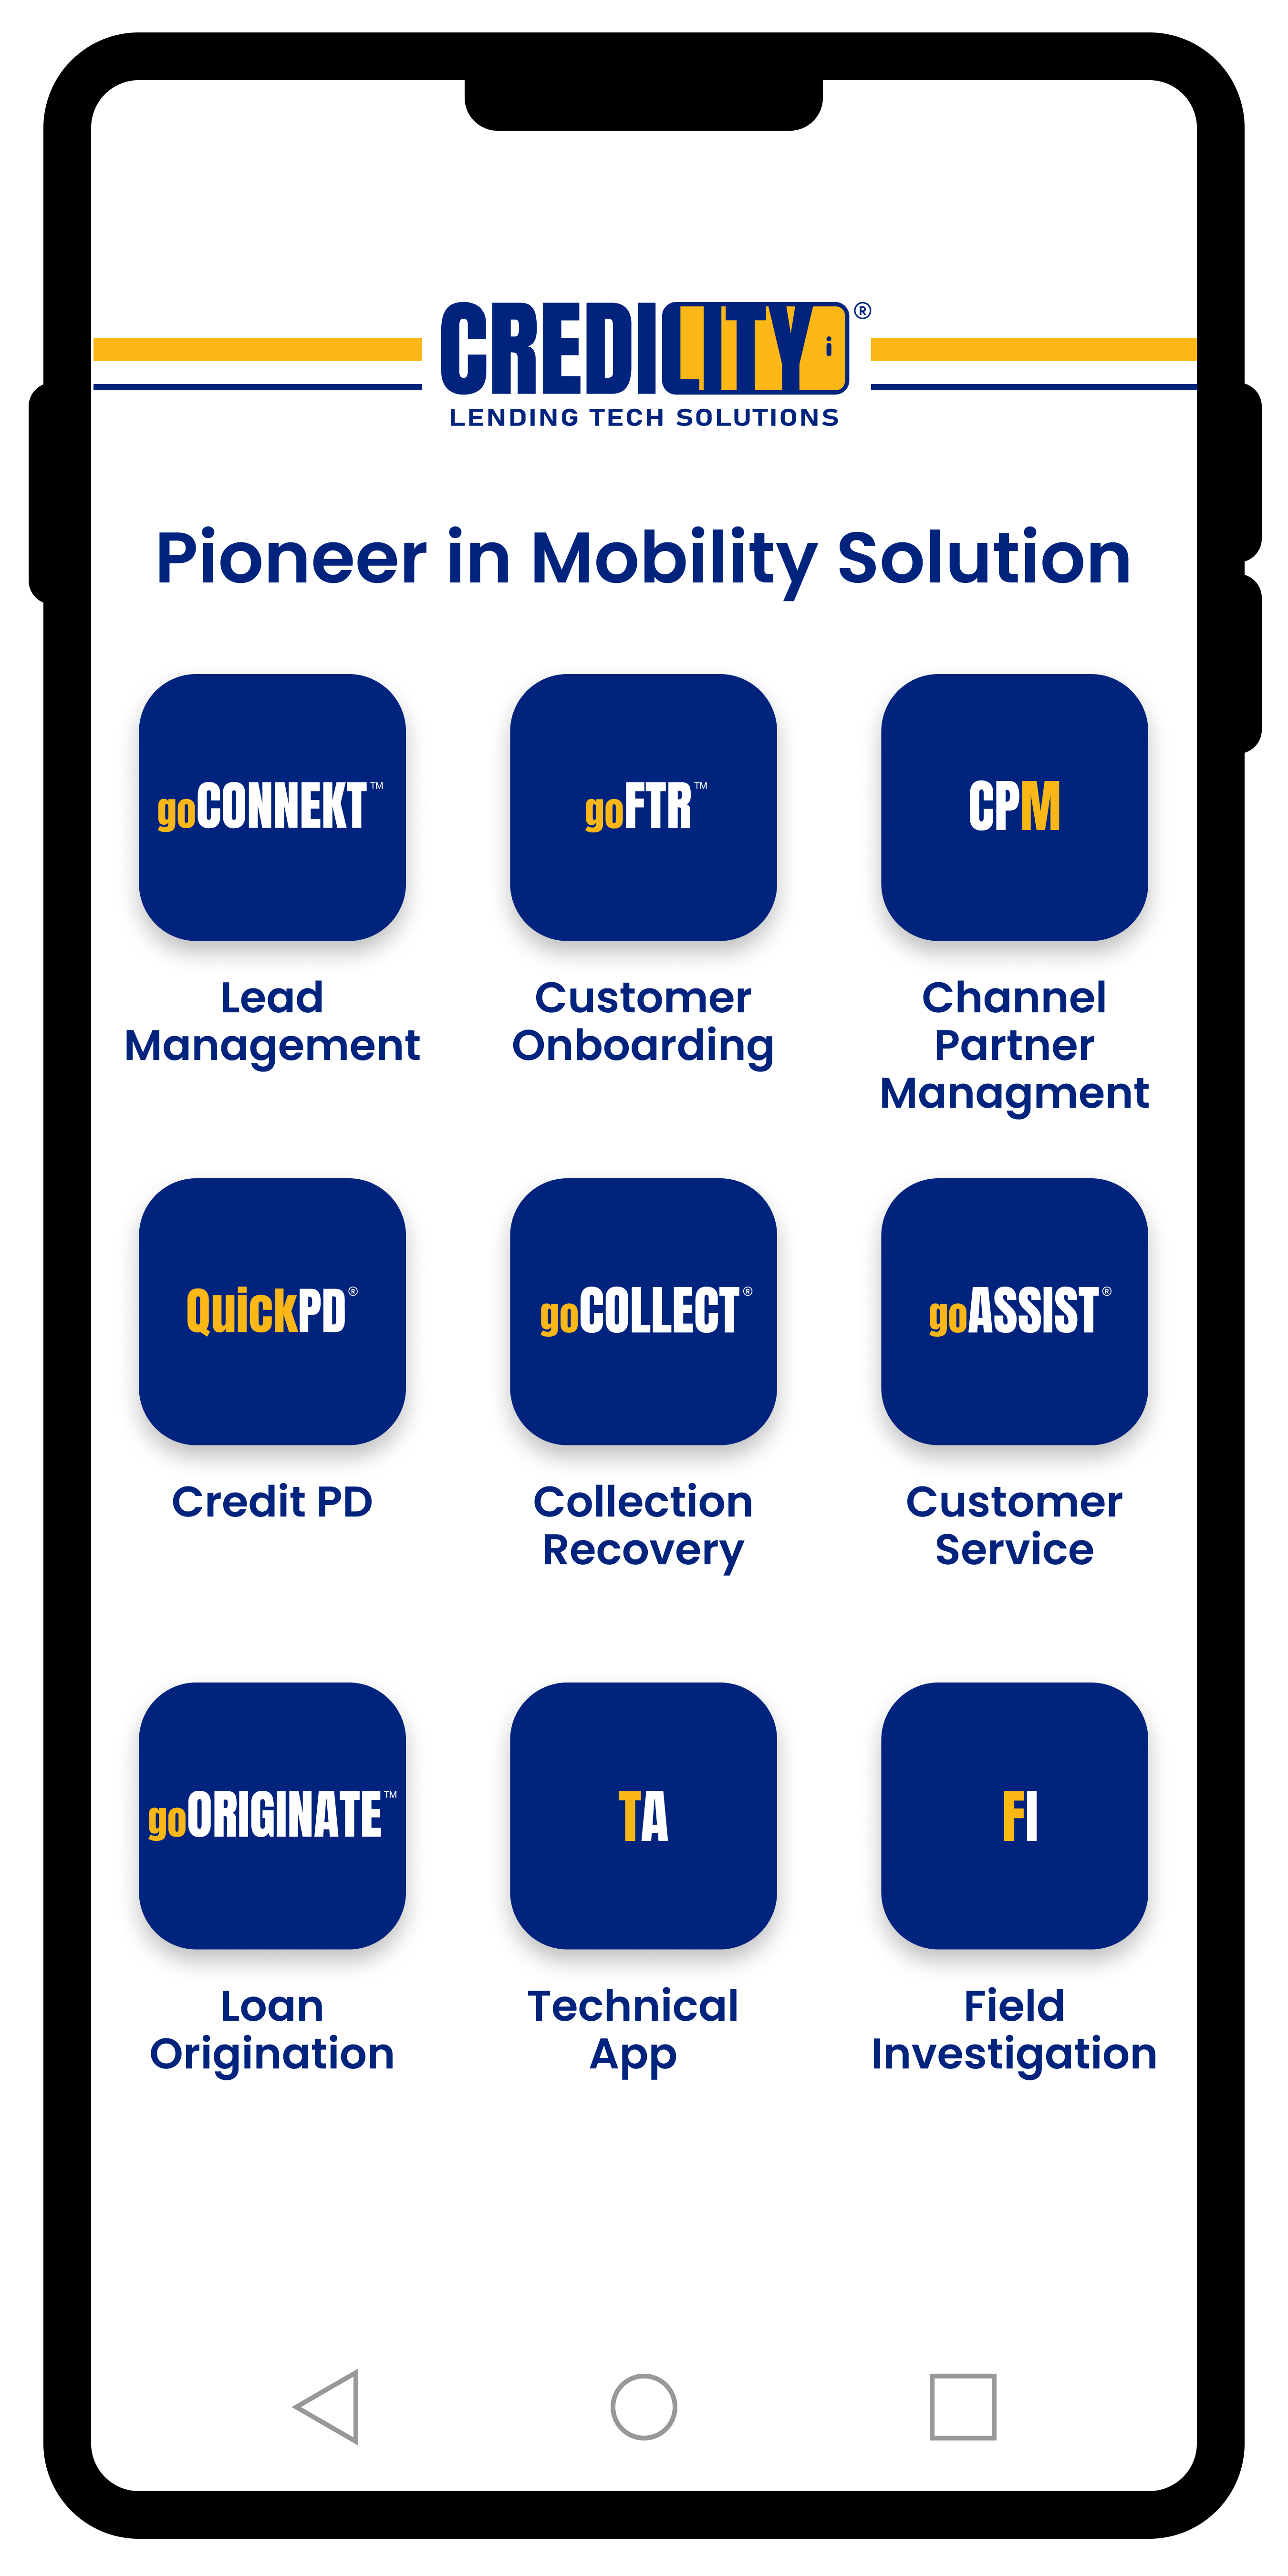 CREDILITY®
i
LENDING TECH SOLUTIONS
Pioneer in Mobility Solution
goCONNEKT™
goFTR™
CPM
Lead
Management
Customer
Onboarding
Channel
Partner
Managment
QuickPD®
goCOLLECT®
goASSIST®
Credit PD
Collection
Recovery
Customer
Service
goORIGINATE™
TA
FI
Loan
Origination
Technical
App
Field
Investigation